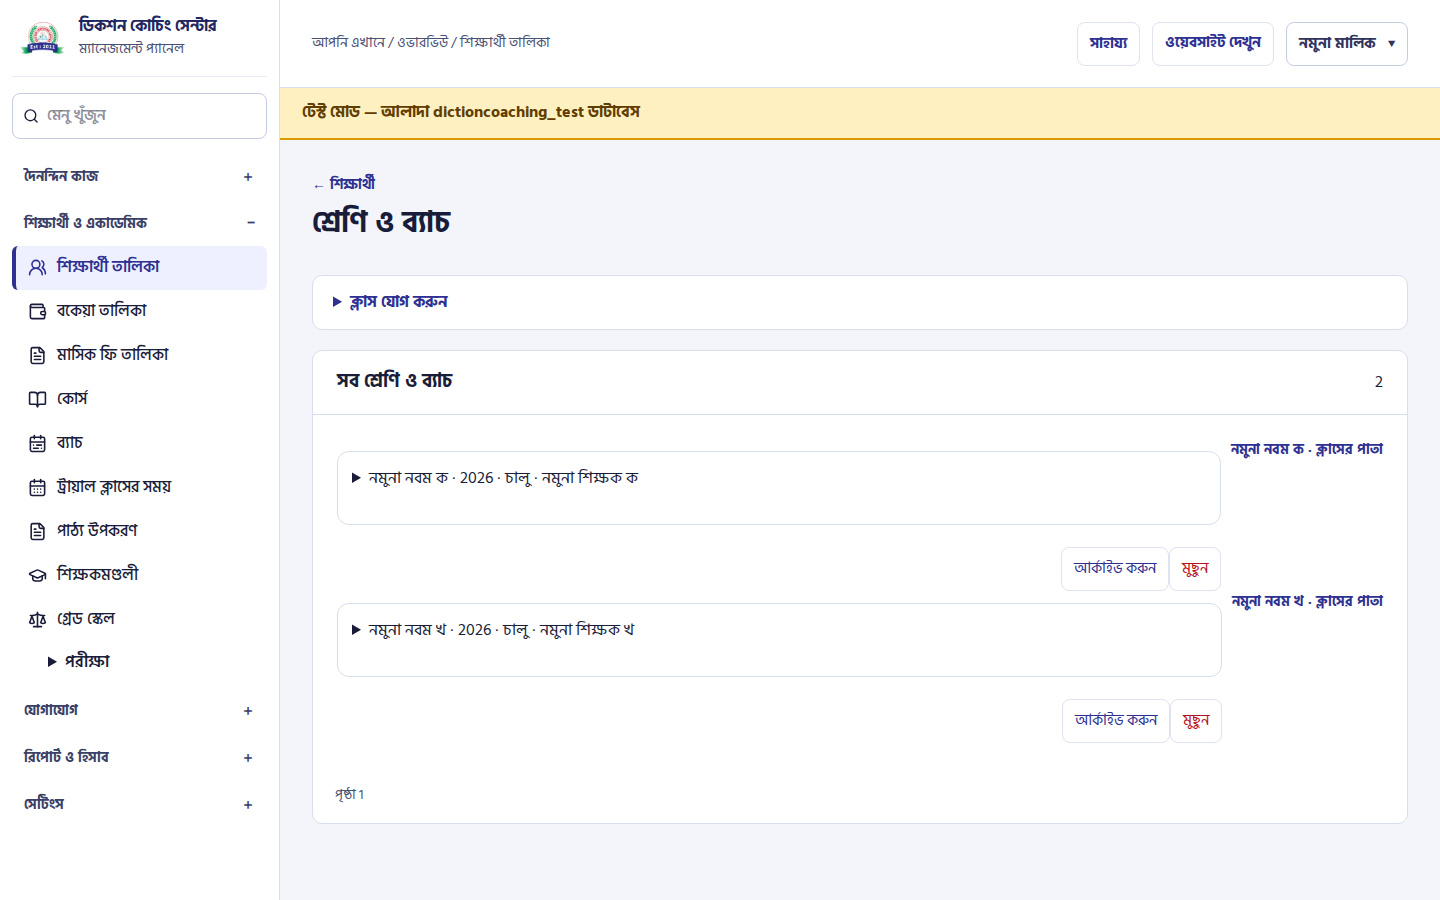 ডিকশন কোচিং সেন্টার
ম্যানেজমেন্ট প্যানেল
Est : 2011
আপনি এখানে / ওভারভিউ / শিক্ষার্থী তালিকা
সাহায্য
ওয়েবসাইট দেখুন
নমুনা মালিক
মেনু খুঁজুন
টেস্ট মোড — আলাদা dictioncoaching_test ডাটাবেস
দৈনন্দিন কাজ +
শিক্ষার্থী ও একাডেমিক −
শিক্ষার্থী তালিকা
বকেয়া তালিকা
মাসিক ফি তালিকা
কোর্স
ব্যাচ
ট্রায়াল ক্লাসের সময়
পাঠ্য উপকরণ
শিক্ষকমণ্ডলী
গ্রেড স্কেল
পরীক্ষা
যোগাযোগ +
রিপোর্ট ও হিসাব +
সেটিংস +
← শিক্ষার্থী
শ্রেণি ও ব্যাচ
ক্লাস যোগ করুন
সব শ্রেণি ও ব্যাচ 2
নমুনা নবম ক · 2026 · চালু · নমুনা শিক্ষক ক
নমুনা নবম ক · ক্লাসের পাতা
আর্কাইভ করুন মুছুন
নমুনা নবম খ · 2026 · চালু · নমুনা শিক্ষক খ
নমুনা নবম খ · ক্লাসের পাতা
আর্কাইভ করুন মুছুন
পৃষ্ঠা 1